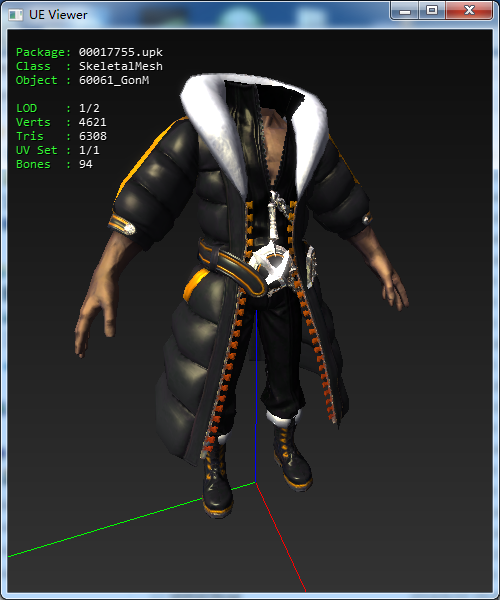 UE Viewer
Package: 00017755.upk
Class : SkeletalMesh
Object : 60061_GonM
LOD : 1/2
Verts : 4621
Tris : 6308
UV Set : 1/1
Bones : 94